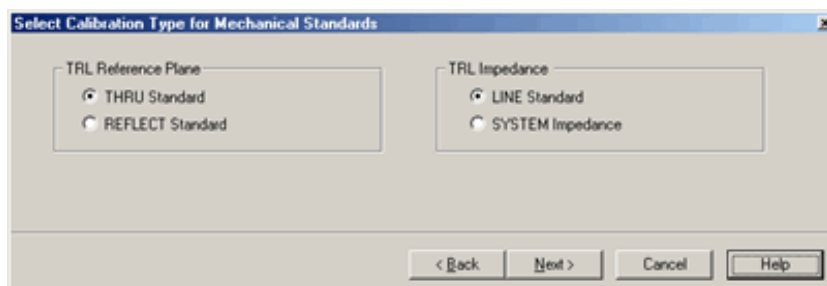 Select Calibration Type for Mechanical Standards
TRL Reference Plane
THRU Standard
REFLECT Standard
TRL Impedance
LINE Standard
SYSTEM Impedance
< Back
Next >
Cancel
Help